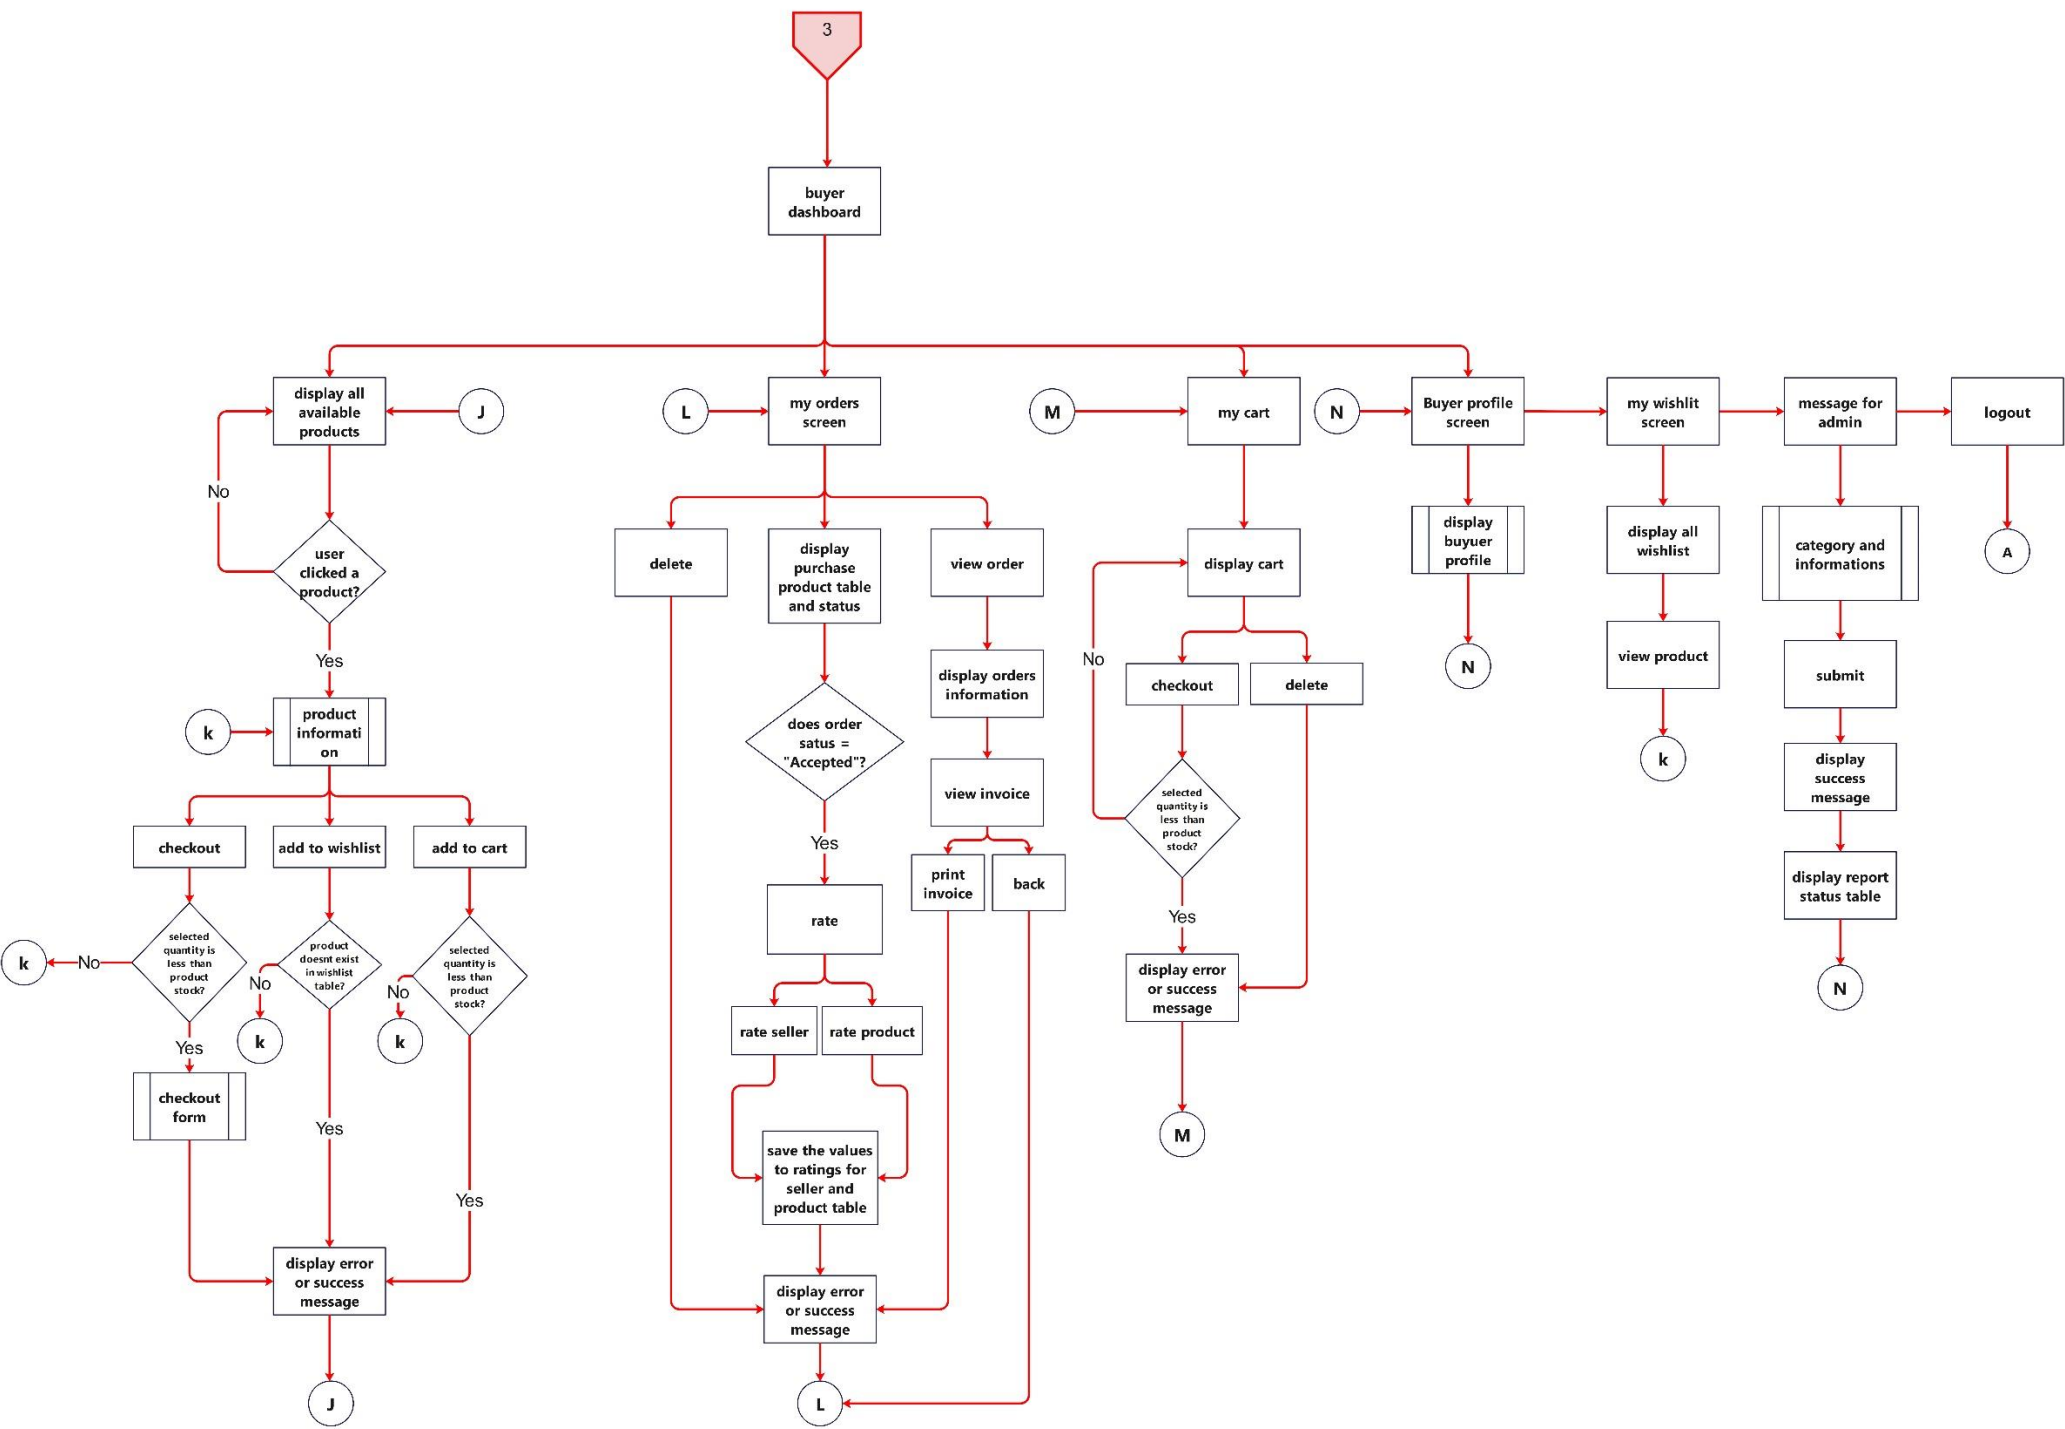 3
buyer
dashboard
display all
available
products
J
L
my orders
screen
M
my cart
N
Buyer profile
screen
my wishlit
screen
message for
admin
logout
No
user
clicked a
product?
delete
display
purchase
product table
and status
view order
display cart
display
buyuer
profile
display all
wishlist
category and
informations
A
Yes
k
product
informati
on
does order
satus =
"Accepted"?
display orders
information
view invoice
No
checkout
delete
N
view product
submit
k
selected
quantity is
less than
product
stock?
display
success
message
checkout
add to wishlist
add to cart
Yes
print
invoice
back
Yes
display report
status table
k
No
selected
quantity is
less than
product
stock?
product
doesnt exist
in wishlist
table?
No
k
selected
quantity is
less than
product
stock?
No
k
rate
display error
or success
message
N
Yes
checkout
form
Yes
Yes
rate seller
rate product
M
save the values
to ratings for
seller and
product table
display error
or success
message
display error
or success
message
J
L